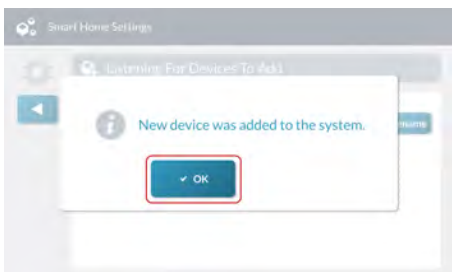 Smart Home Settings
Listening For Devices To Add
New device was added to the system.
OK